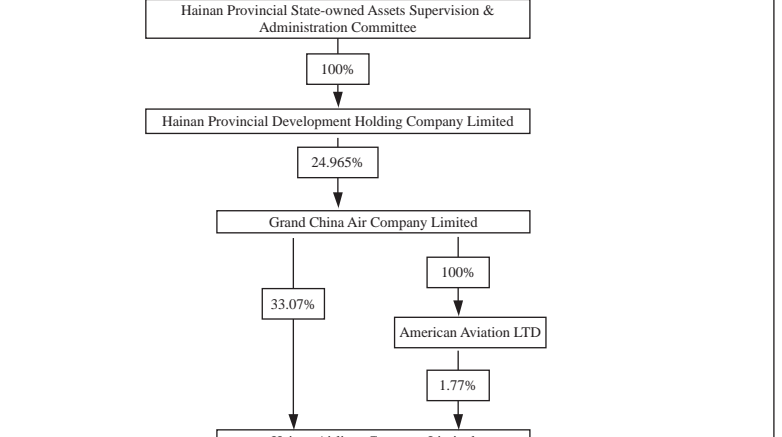 Hainan Provincial State-owned Assets Supervision &
Administration Committee
100%
Hainan Provincial Development Holding Company Limited
24.965%
Grand China Air Company Limited
100%
33.07%
American Aviation LTD
1.77%